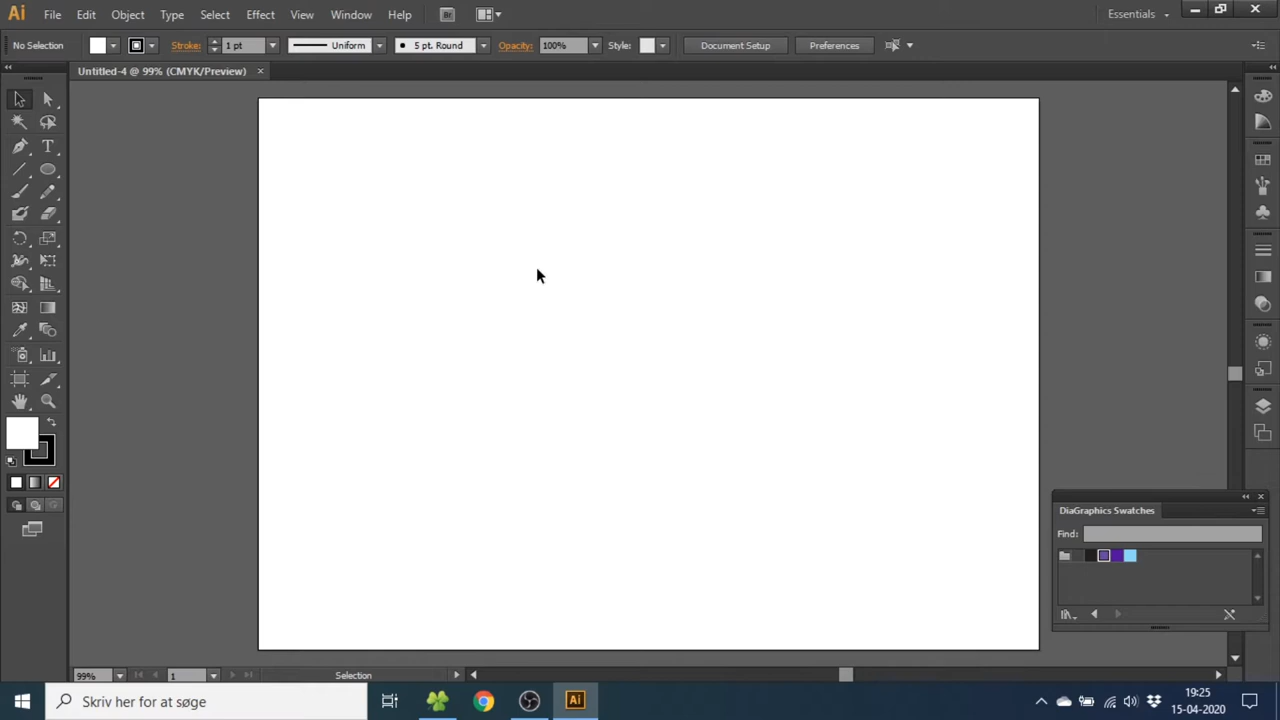 Ai File Edit Object Type Select Effect View Window Help Br Essentials
No Selection Stroke: 1 pt Uniform 5 pt. Round Opacity: 100% Style: Document Setup Preferences
Untitled-4 @ 99% (CMYK/Preview)
T
DiaGraphics Swatches
Find:
99% 1 Selection
Skriv her for at søge Ai 19:25
15-04-2020